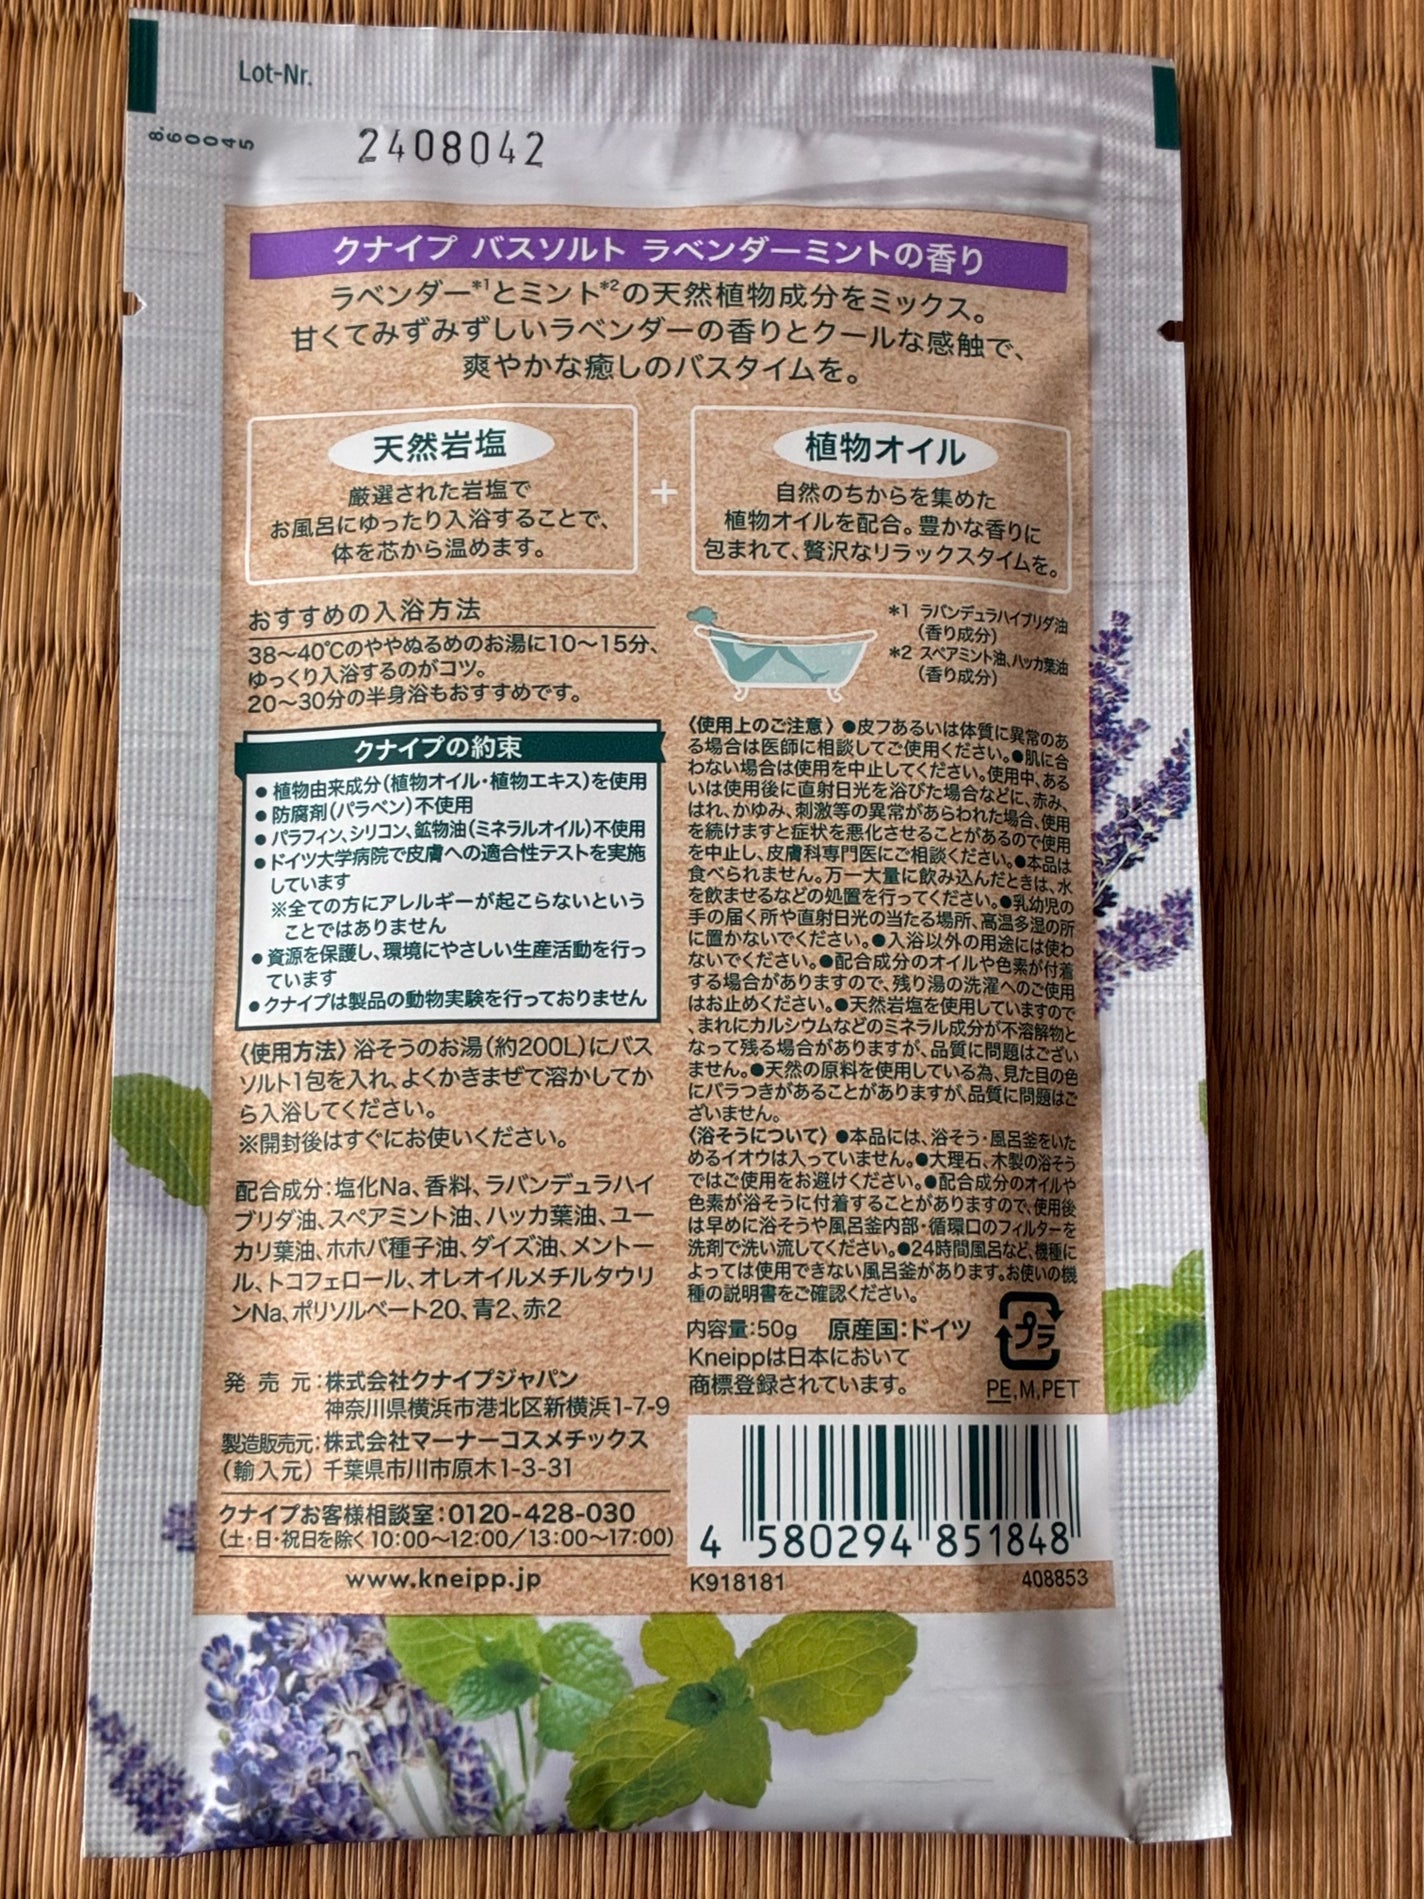 Lot-Nr.
860045
2408042
クナイプ バスソルト ラベンダーミントの香り
ラベンダー*1とミント*2の天然植物成分をミックス。
甘くてみずみずしいラベンダーの香りとクールな感触で、
爽やかな癒しのバスタイムを。
天然岩塩
厳選された岩塩で
お風呂にゆったり入浴することで、
体を芯から温めます。
+
植物オイル
自然のちからを集めた
植物オイルを配合。豊かな香りに
包まれて、贅沢なリラックスタイムを。
おすすめの入浴方法
38〜40℃のややぬるめのお湯に10〜15分、
ゆっくり入浴するのがコツ。
20〜30分の半身浴もおすすめです。
*1 ラバンデュラハイブリダ油
(香り成分)
*2 スペアミント油、ハッカ葉油
(香り成分)
クナイプの約束
●植物由来成分(植物オイル・植物エキス)を使用
●防腐剤(パラベン)不使用
●パラフィン、シリコン、鉱物油(ミネラルオイル)不使用
●ドイツ大学病院で皮膚への適合性テストを実施
しています
※全ての方にアレルギーが起こらないという
ことではありません
●資源を保護し、環境にやさしい生産活動を行っ
ています
●クナイプは製品の動物実験を行っておりません
〈使用方法〉浴そうのお湯(約200L)にバス
ソルト1包を入れ、よくかきまぜて溶かしてか
ら入浴してください。
※開封後はすぐにお使いください。
配合成分:塩化Na、香料、ラバンデュラハイ
ブリダ油、スペアミント油、ハッカ葉油、ユー
カリ葉油、ホホバ種子油、ダイズ油、メントー
ル、トコフェロール、オレオイルメチルタウリ
ンNa、ポリソルベート20、青2、赤2
発売元:株式会社クナイプジャパン
神奈川県横浜市港北区新横浜1-7-9
製造販売元:株式会社マーナーコスメチックス
(輸入元)千葉県市川市原木1-3-31
クナイプお客様相談室:0120-428-030
(土・日・祝日を除く10:00〜12:00/13:00〜17:00)
www.kneipp.jp
〈使用上のご注意〉●皮フあるいは体質に異常のあ
る場合は医師に相談してご使用ください。●肌に合
わない場合は使用を中止してください。使用中、ある
いは使用後に直射日光を浴びた場合などに、赤み、
はれ、かゆみ、刺激等の異常があらわれた場合、使用
を続けますと症状を悪化させることがあるので使用
を中止し、皮膚科専門医にご相談ください。●本品は
食べられません。万一大量に飲み込んだときは、水
を飲ませるなどの処置を行ってください。●乳幼児の
手の届く所や直射日光の当たる場所、高温多湿の所
に置かないでください。●入浴以外の用途には使わ
ないでください。●配合成分のオイルや色素が付着
する場合がありますので、残り湯の洗濯へのご使用
はお止めください。●天然岩塩を使用していますので
、まれにカルシウムなどのミネラル成分が不溶解物と
なって残る場合がありますが、品質に問題はござい
ません。●天然の原料を使用している為、見た目の色
にバラつきがあることがありますが、品質に問題はご
ざいません。
〈浴そうについて〉●本品には、浴そう・風呂釜をいた
めるイオウは入っていません。●大理石、木製の浴そう
ではご使用をお避けください。●配合成分のオイルや
色素が浴そうに付着することがありますので、使用後
は早めに浴そうや風呂釜内部・循環口のフィルターを
洗剤で洗い流してください。●24時間風呂など、機種に
よっては使用できない風呂釜があります。お使いの機
種の説明書をご確認ください。
内容量:50g 原産国:ドイツ
Kneippは日本において
商標登録されています。
プラ
PE,M,PET
4 580294 851848
K918181 408853